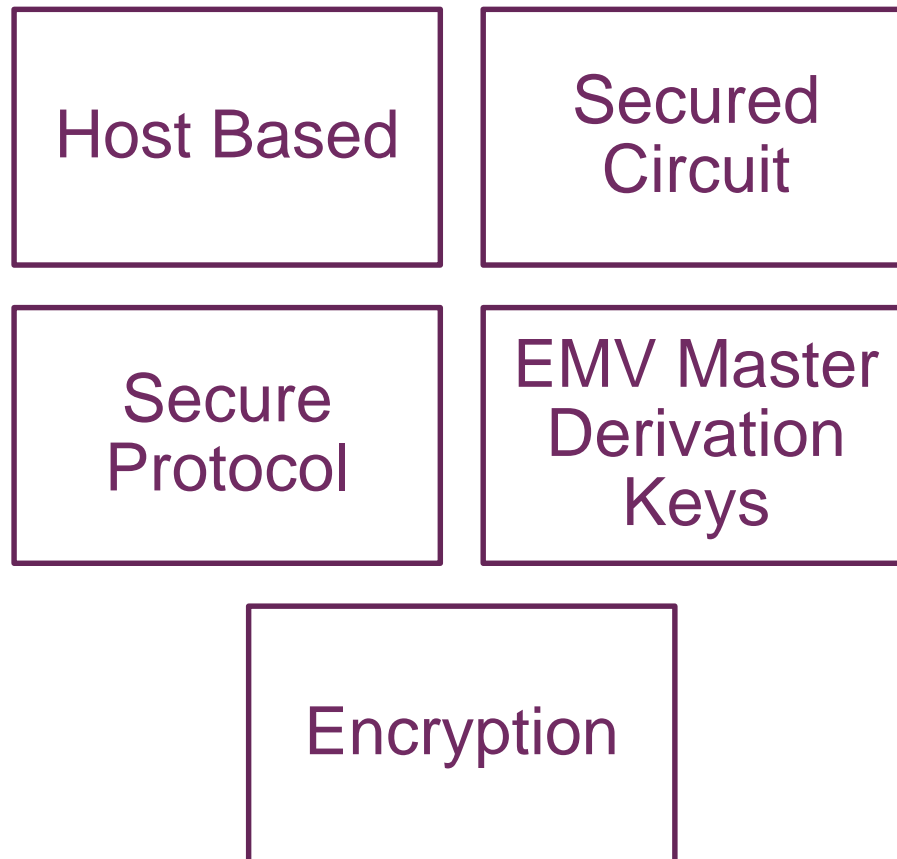 Host Based
Secured
Circuit
Secure
Protocol
EMV Master
Derivation
Keys
Encryption